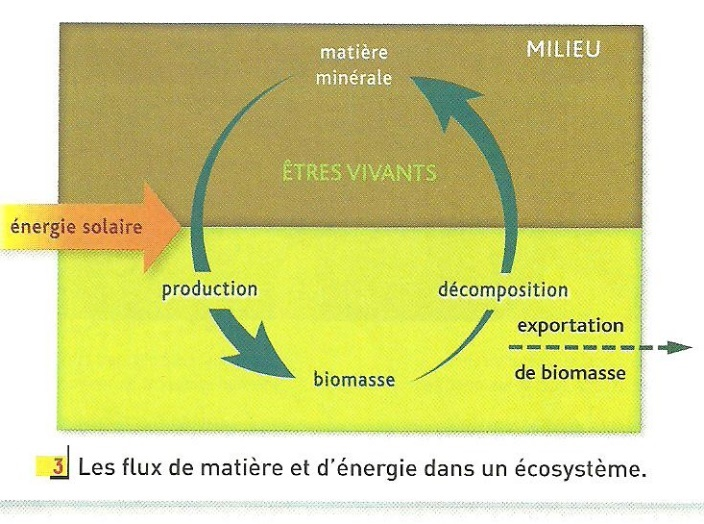 matière
minérale
MILIEU
ÊTRES VIVANTS
énergie solaire
production
décomposition
exportation
de biomasse
biomasse
3 Les flux de matière et d'énergie dans un écosystème.